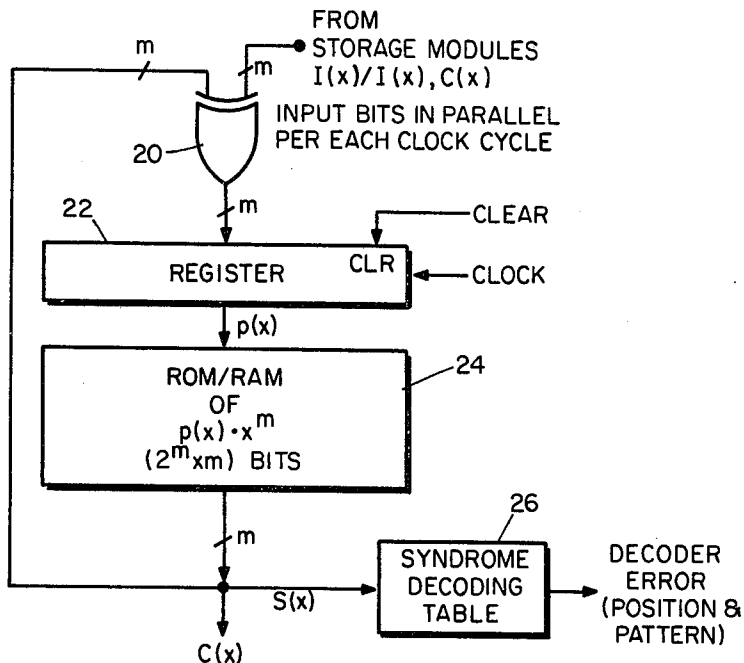 FROM
STORAGE MODULES
I(x)/I(x), C(x)
m
m
INPUT BITS IN PARALLEL
PER EACH CLOCK CYCLE
20
m
22
CLEAR
CLR
REGISTER
CLOCK
p(x)
24
ROM/RAM
OF
p(x)·x^m
(2^m xm) BITS
m
26
SYNDROME
DECODING
TABLE
DECODER
ERROR
(POSITION &
PATTERN)
S(x)
C(x)